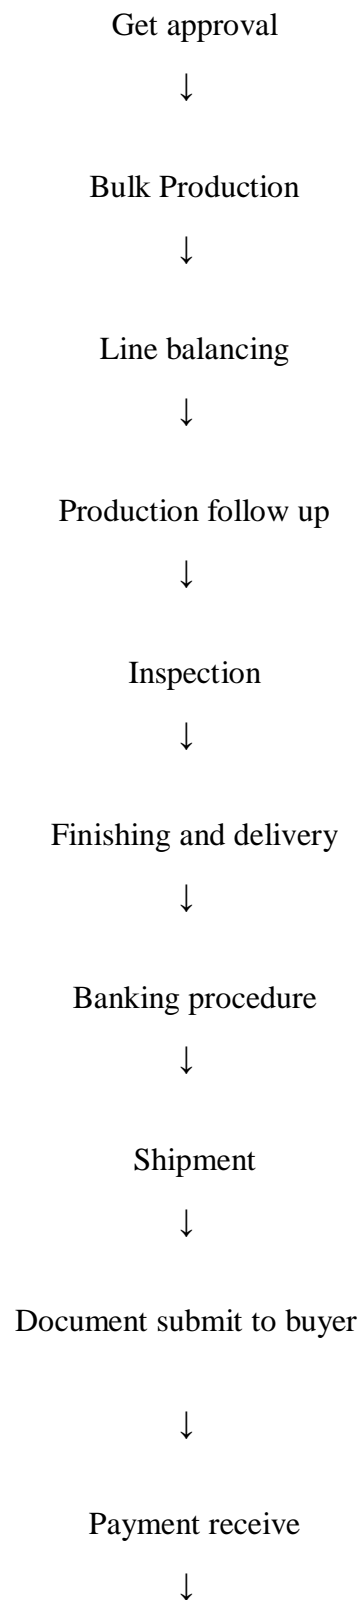 Get approval
↓
Bulk Production
↓
Line balancing
↓
Production follow up
↓
Inspection
↓
Finishing and delivery
↓
Banking procedure
↓
Shipment
↓
Document submit to buyer
↓
Payment receive
↓